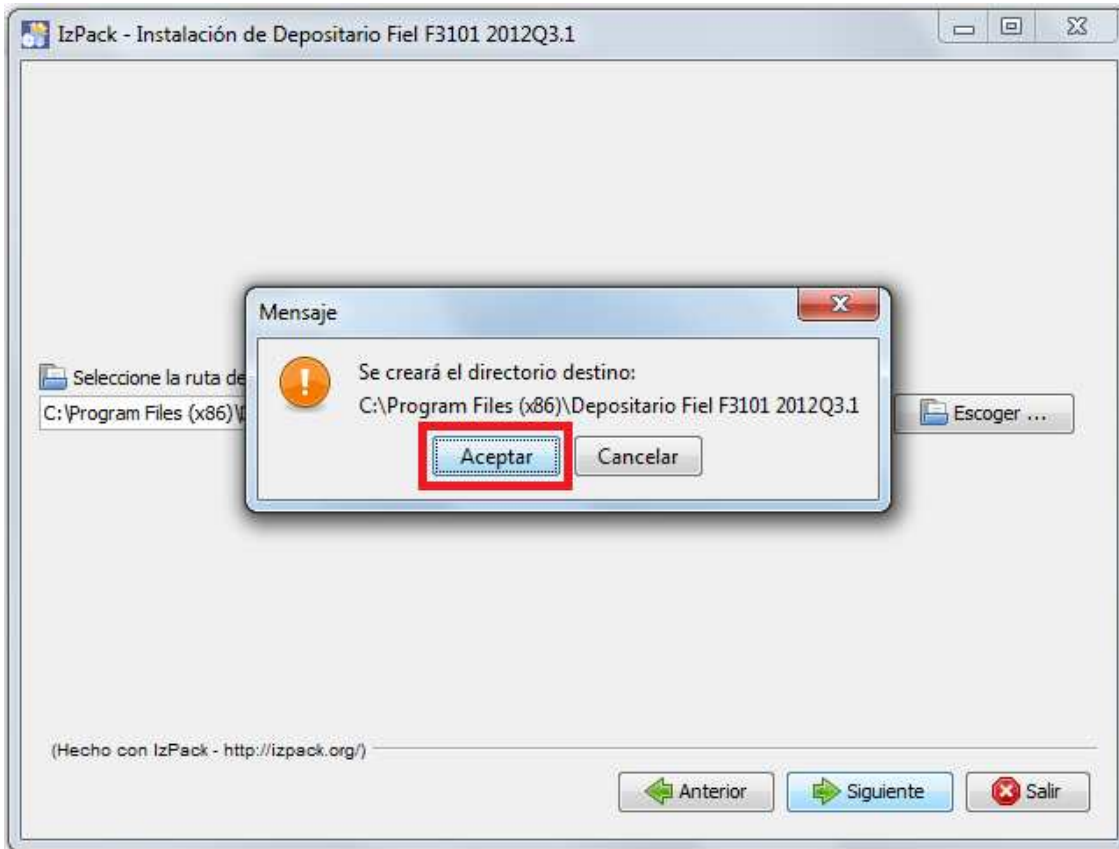 IzPack - Instalación de Depositario Fiel F3101 2012Q3.1
Mensaje
Se creará el directorio destino:
C:\Program Files (x86)\Depositario Fiel F3101 2012Q3.1
Aceptar Cancelar
Seleccione la ruta de
C:\Program Files (x86)\
Escoger ...
(Hecho con IzPack - http://izpack.org/)
Anterior Siguiente Salir